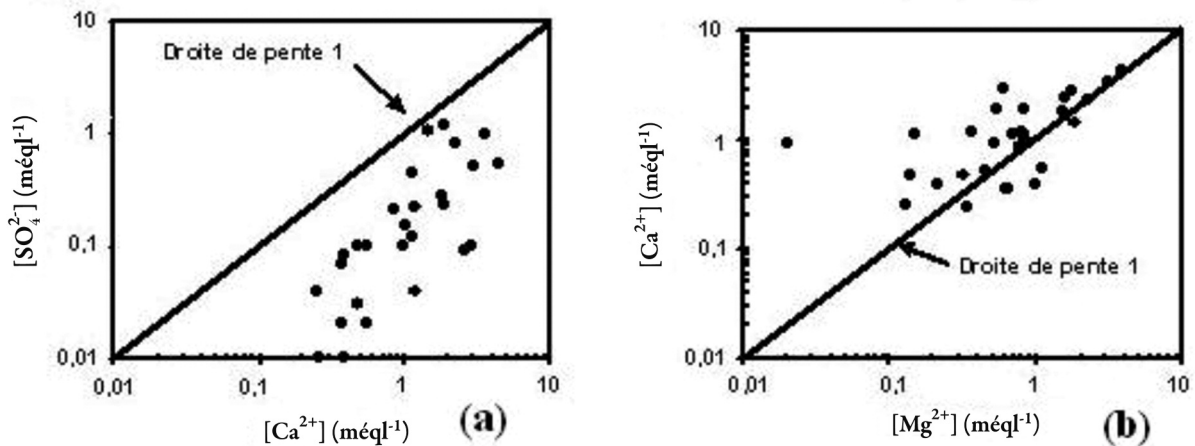 10
Droite de pente 1
1
0,1
0,01
0,01 0,1 1 10
[SO₄²⁻] (méql⁻¹)
[Ca²⁺] (méql⁻¹)
(a)
10
1
0,1
Droite de pente 1
0,01
0,01 0,1 1 10
[Ca²⁺] (méql⁻¹)
[Mg²⁺] (méql⁻¹)
(b)